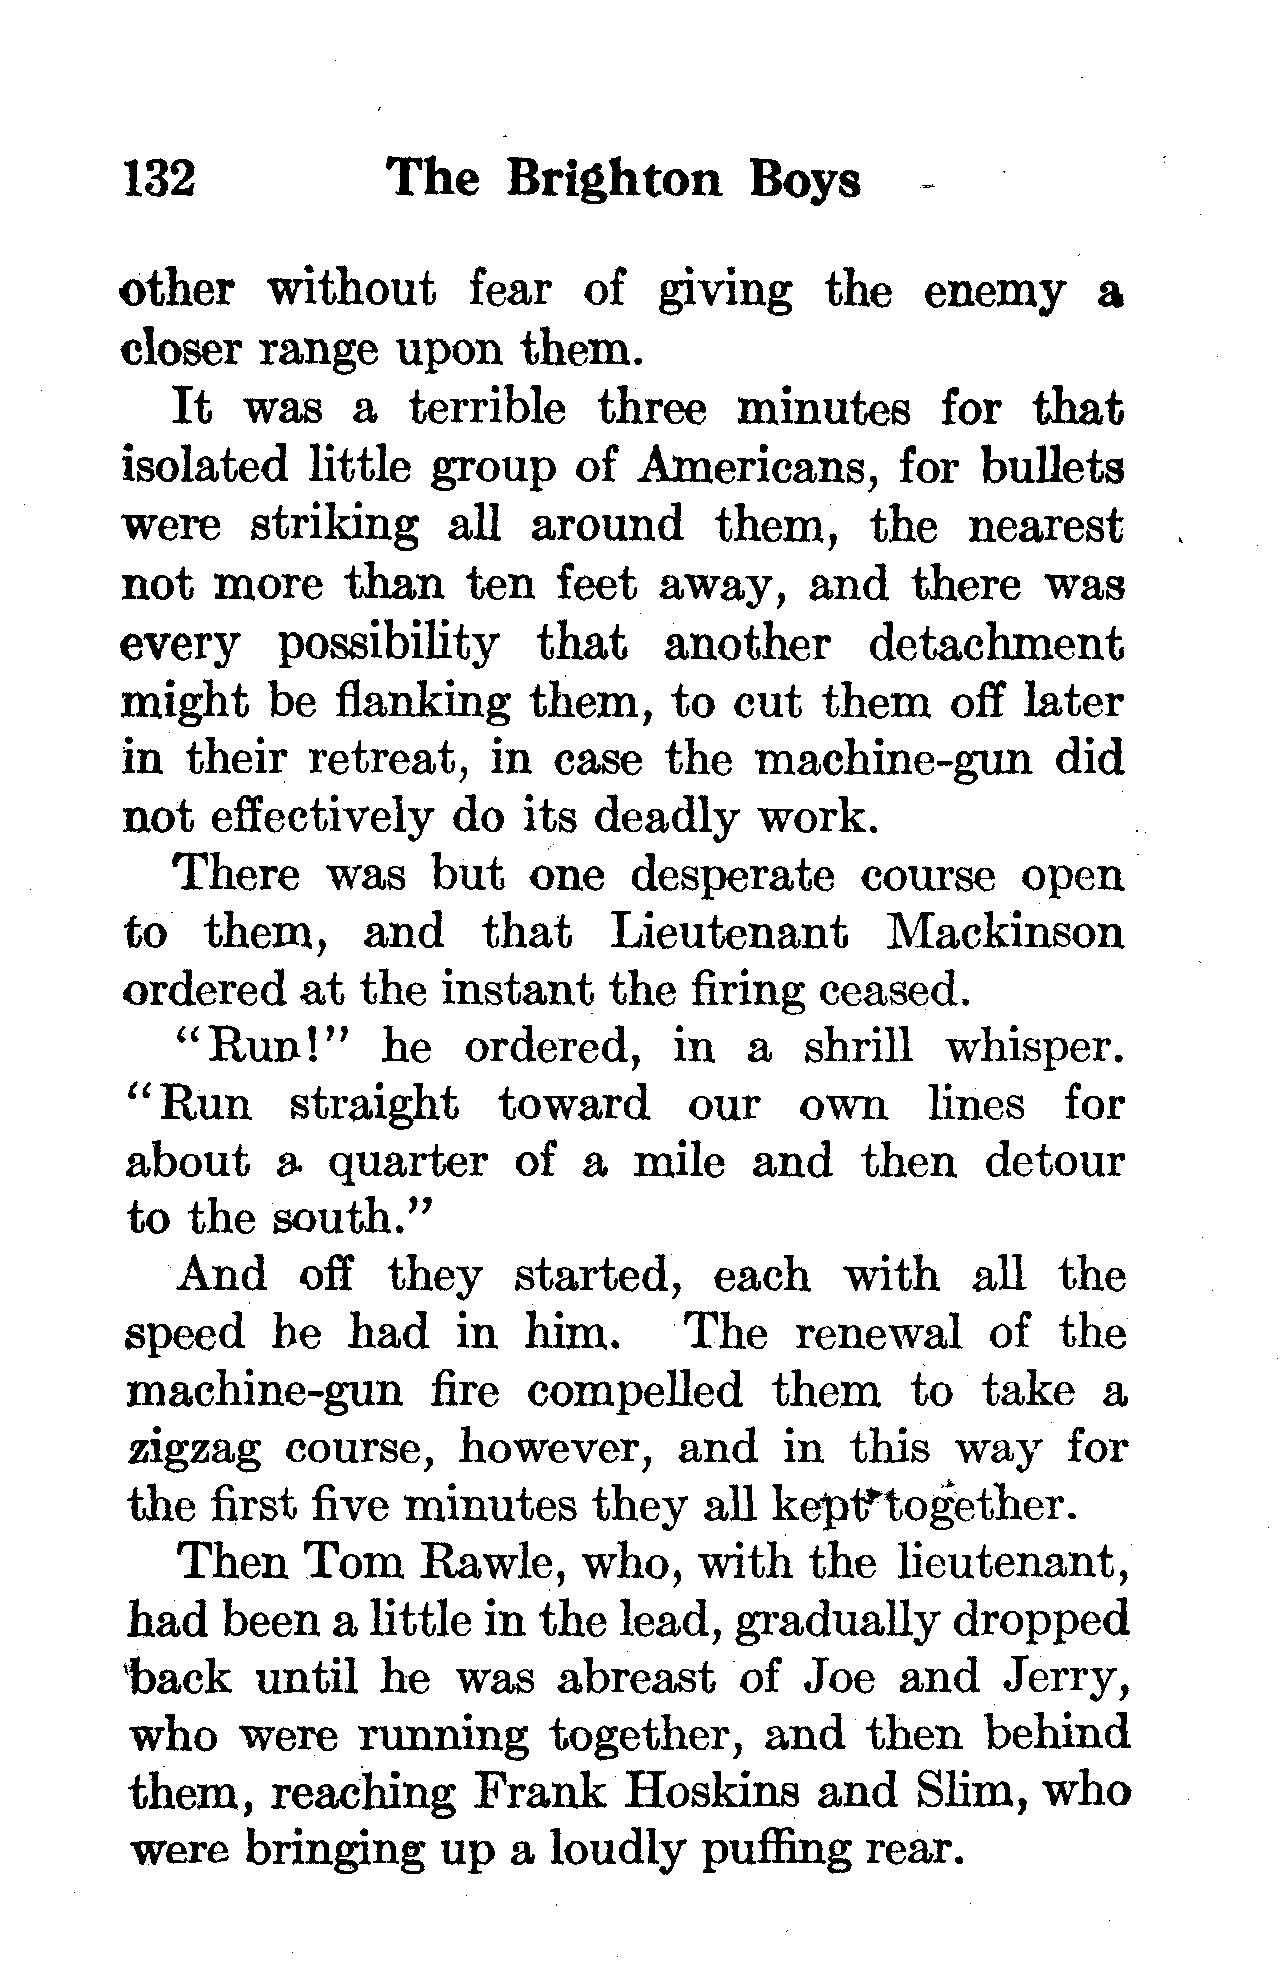 132 The Brighton Boys
other without fear of giving the enemy a
closer range upon them.
It was a terrible three minutes for that
isolated little group of Americans, for bullets
were striking all around them, the nearest
not more than ten feet away, and there was
every possibility that another detachment
might be flanking them, to cut them off later
in their retreat, in case the machine-gun did
not effectively do its deadly work.
There was but one desperate course open
to them, and that Lieutenant Mackinson
ordered at the instant the firing ceased.
“Run!” he ordered, in a shrill whisper.
“Run straight toward our own lines for
about a quarter of a mile and then detour
to the south.”
And off they started, each with all the
speed he had in him. The renewal of the
machine-gun fire compelled them to take a
zigzag course, however, and in this way for
the first five minutes they all kept together.
Then Tom Rawle, who, with the lieutenant,
had been a little in the lead, gradually dropped
back until he was abreast of Joe and Jerry,
who were running together, and then behind
them, reaching Frank Hoskins and Slim, who
were bringing up a loudly puffing rear.